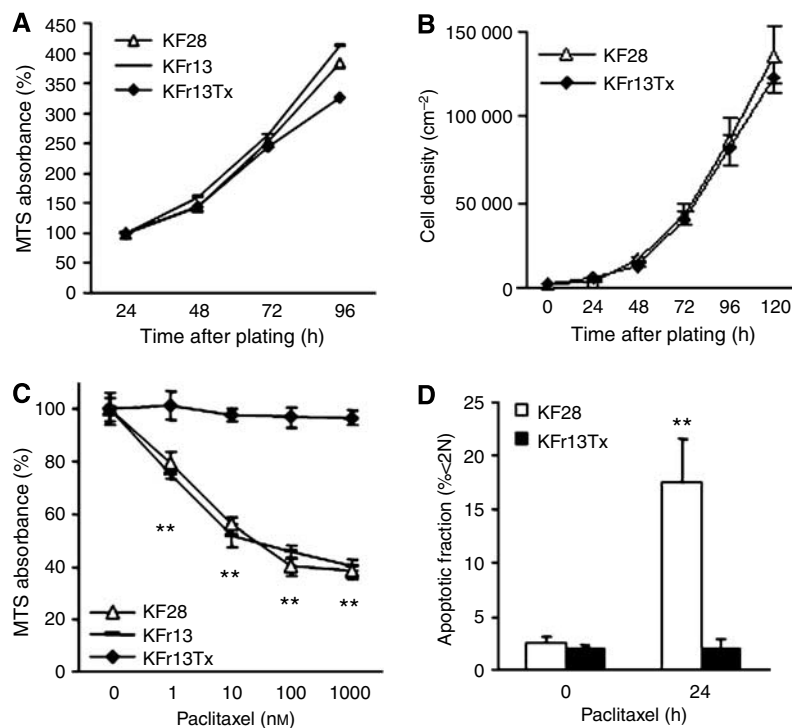 A
KF28
KFr13
KFr13Tx
MTS absorbance (%)
450
400
350
300
250
200
150
100
50
0
24 48 72 96
Time after plating (h)
B
KF28
KFr13Tx
Cell density (cm⁻²)
150 000
100 000
50 000
0
0 24 48 72 96 120
Time after plating (h)
C
MTS absorbance (%)
100
80
60
40
20
0
** ** ** **
KF28
KFr13
KFr13Tx
0 1 10 100 1000
Paclitaxel (nM)
D
KF28
KFr13Tx
**
Apoptotic fraction (%<2N)
25
20
15
10
5
0
0 24
Paclitaxel (h)